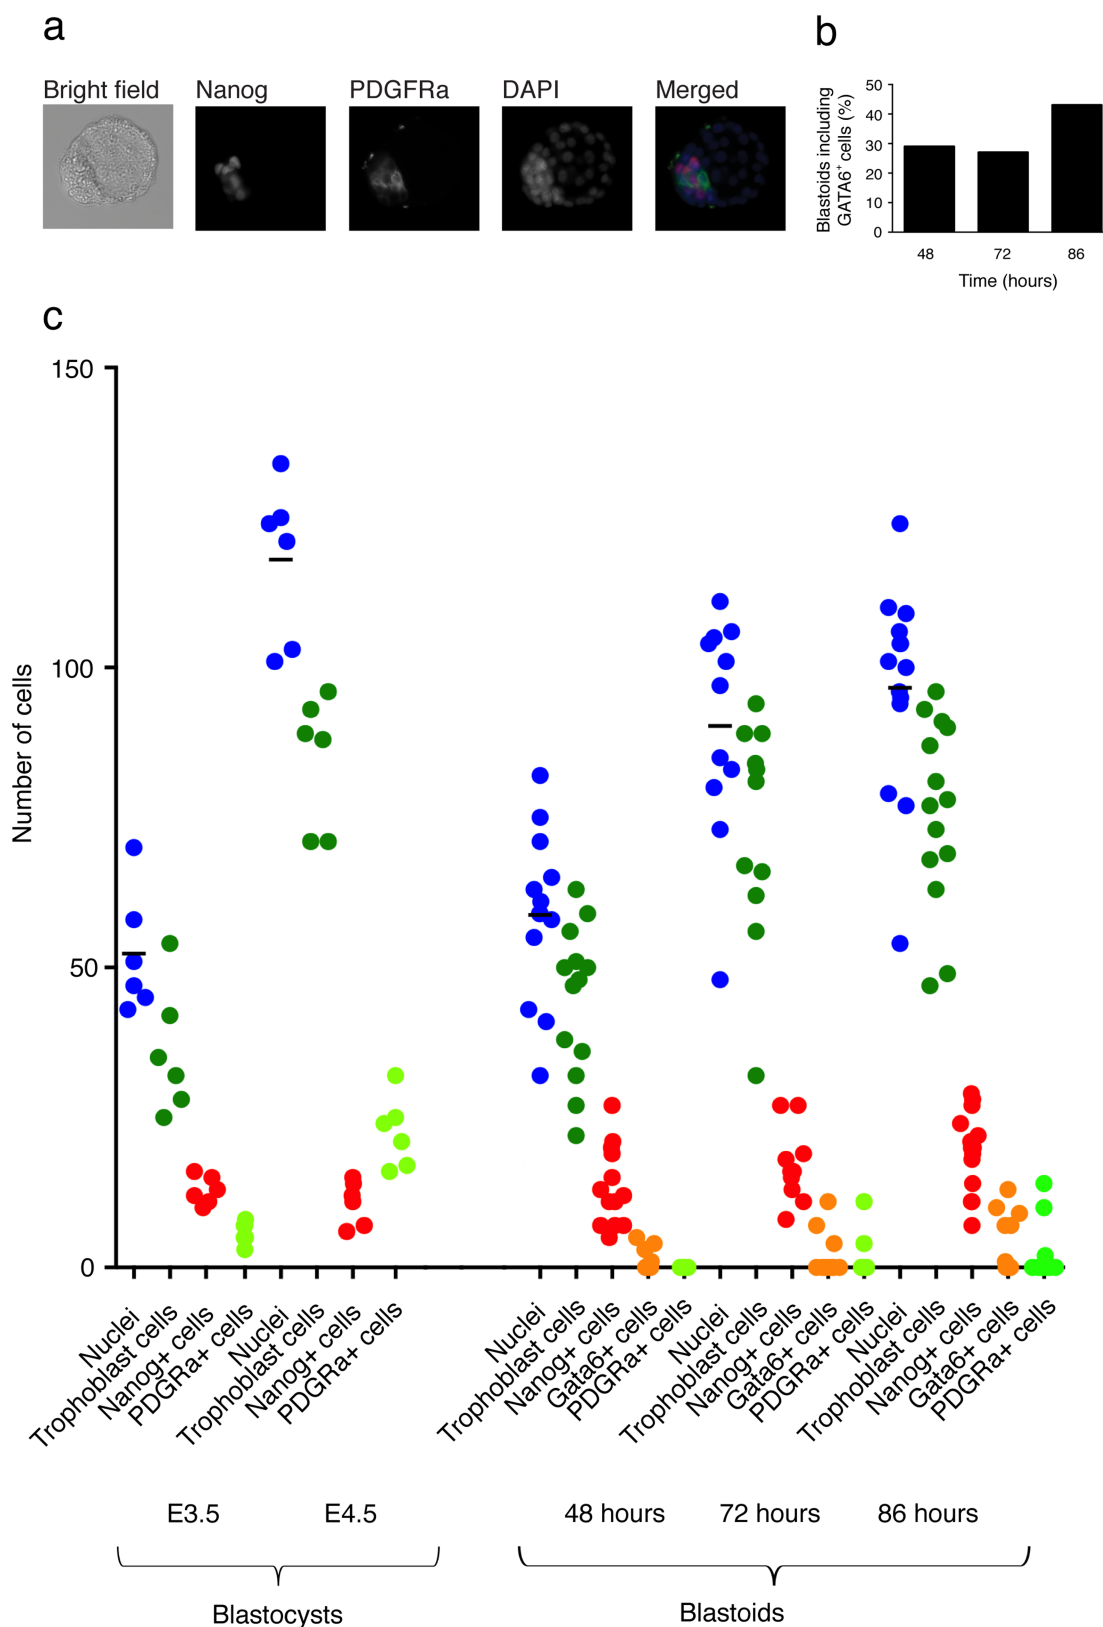 a
b
Bright field
Nanog
PDGFRa
DAPI
Merged
Blastoids including
GATA6+ cells (%)
50
40
30
20
10
0
48
72
86
Time (hours)
c
Number of cells
150
100
50
0
Nuclei
Trophoblast cells
Nanog+ cells
PDGRa+ cells
Nuclei
Trophoblast cells
Nanog+ cells
PDGRa+ cells
Nuclei
Trophoblast cells
Nanog+ cells
Gata6+ cells
PDGRa+ cells
Nuclei
Trophoblast cells
Nanog+ cells
Gata6+ cells
PDGRa+ cells
Nuclei
Trophoblast cells
Nanog+ cells
Gata6+ cells
PDGRa+ cells
E3.5
E4.5
48 hours
72 hours
86 hours
Blastocysts
Blastoids